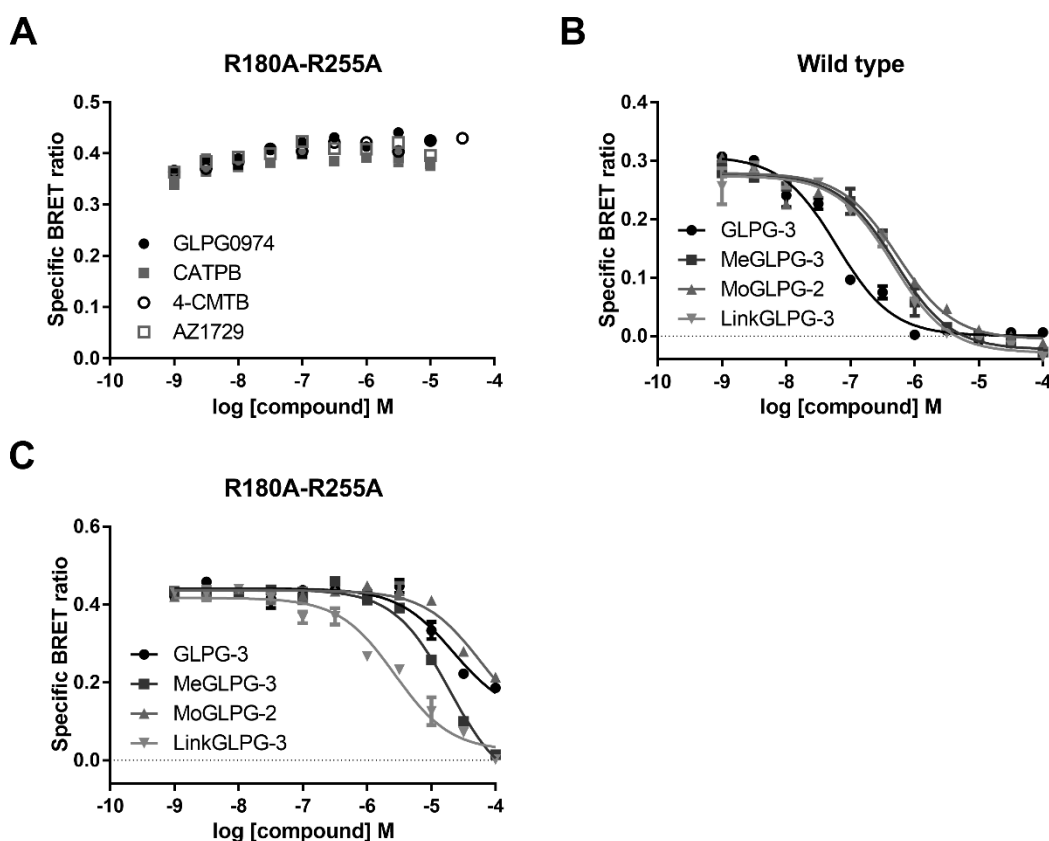 A
R180A-R255A
Specific BRET ratio
0.5
0.4
0.3
0.2
0.1
0.0
GLPG0974
CATPB
4-CMTB
AZ1729
-10 -9 -8 -7 -6 -5 -4
log [compound] M
B
Wild type
Specific BRET ratio
0.4
0.3
0.2
0.1
0.0
GLPG-3
MeGLPG-3
MoGLPG-2
LinkGLPG-3
-10 -9 -8 -7 -6 -5 -4
log [compound] M
C
R180A-R255A
Specific BRET ratio
0.6
0.4
0.2
0.0
GLPG-3
MeGLPG-3
MoGLPG-2
LinkGLPG-3
-10 -9 -8 -7 -6 -5 -4
log [compound] M